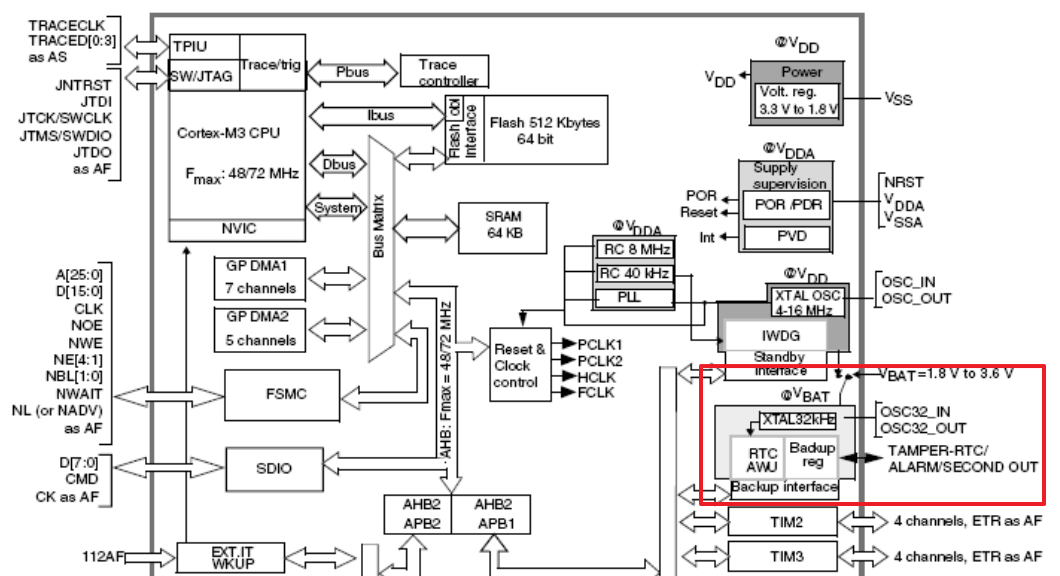 TRACECLK
TRACED[0:3]
as AS
JNTRST
JTDI
JTCK/SWCLK
JTMS/SWDIO
JTDO
as AF
TPIU
SW/JTAG
Trace/trig
Cortex-M3 CPU
Fmax: 48/72 MHz
NVIC
Pbus
Trace
controller
Ibus
Dbus
System
Flash obl
Interface
Flash 512 Kbytes
64 bit
Bus Matrix
SRAM
64 KB
@VDD
VDD
Power
Volt. reg.
3.3 V to 1.8 V
VSS
@VDDA
Supply
supervision
POR
Reset
POR /PDR
NRST
VDDA
VSSA
Int
PVD
@VDDA
RC 8 MHz
RC 40 kHz
PLL
@VDD
XTAL OSC
4-16 MHz
OSC_IN
OSC_OUT
IWDG
Standby
interface
A[25:0]
D[15:0]
CLK
NOE
NWE
NE[4:1]
NBL[1:0]
NWAIT
NL (or NADV)
as AF
GP DMA1
7 channels
GP DMA2
5 channels
FSMC
AHB: Fmax = 48/72 MHz
Reset &
Clock
control
PCLK1
PCLK2
HCLK
FCLK
VBAT=1.8 V to 3.6 V
@VBAT
XTAL32kHz
OSC32_IN
OSC32_OUT
RTC
AWU
Backup
reg
TAMPER-RTC/
ALARM/SECOND OUT
Backup interface
D[7:0]
CMD
CK as AF
SDIO
AHB2
APB2
AHB2
APB1
TIM2
4 channels, ETR as AF
TIM3
4 channels, ETR as AF
112AF
EXT.IT
WKUP